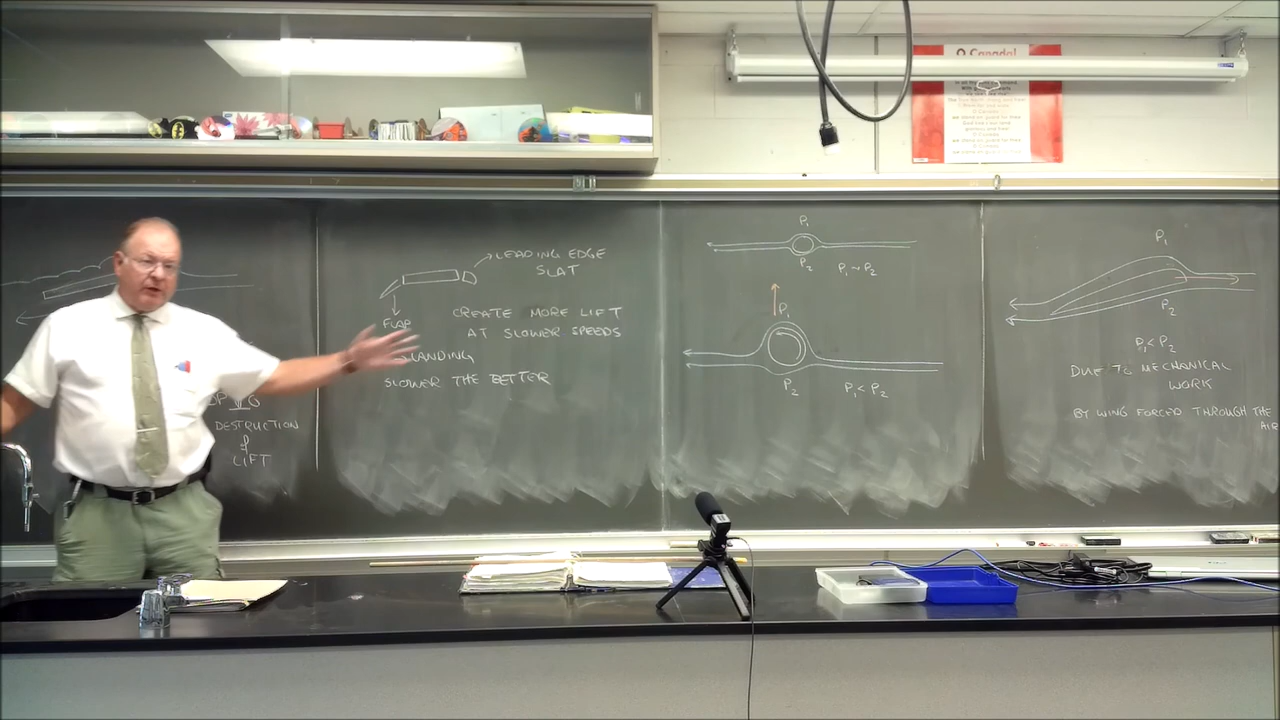 DESTRUCTION
of
LIFT
LEADING EDGE
SLAT
FLAP
CREATE MORE LIFT
AT SLOWER SPEEDS
LANDING
SLOWER THE BETTER
P₁
P₂
P₁ ~ P₂
P₁
P₂
P₁ < P₂
P₁
P₂
P₁ < P₂
DUE TO MECHANICAL
WORK
BY WING FORCED THROUGH THE
AIR
O Canada!